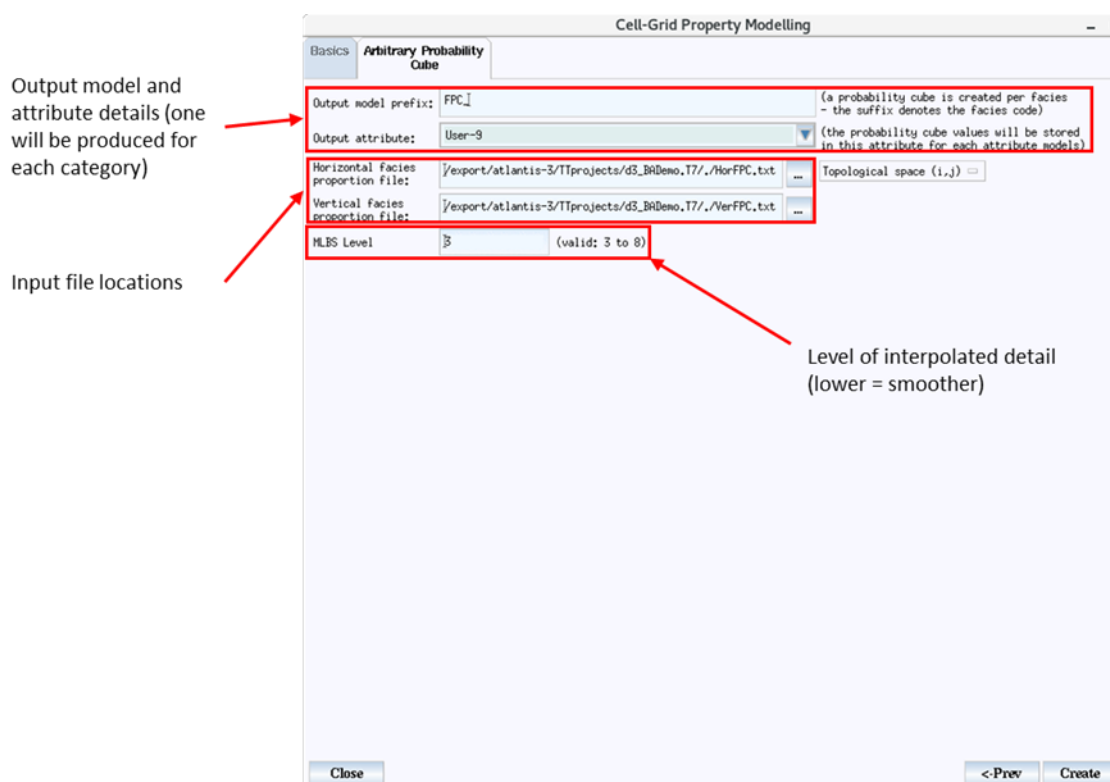 Cell-Grid Property Modelling
Basics
Arbitrary Probability
Cube
Output model and
attribute details (one
will be produced for
each category)
Output model prefix:
FPC_
(a probability cube is created per facies
- the suffix denotes the facies code)
Output attribute:
User-9
(the probability cube values will be stored
in this attribute for each attribute models)
Horizontal facies
proportion file:
/export/atlantis-3/TTprojects/d3_BADemo.T7/./HorFPC.txt
...
Topological space (i,j)
Vertical facies
proportion file:
/export/atlantis-3/TTprojects/d3_BADemo.T7/./VerFPC.txt
...
MLBS Level
3
(valid: 3 to 8)
Input file locations
Level of interpolated detail
(lower = smoother)
Close
<-Prev
Create